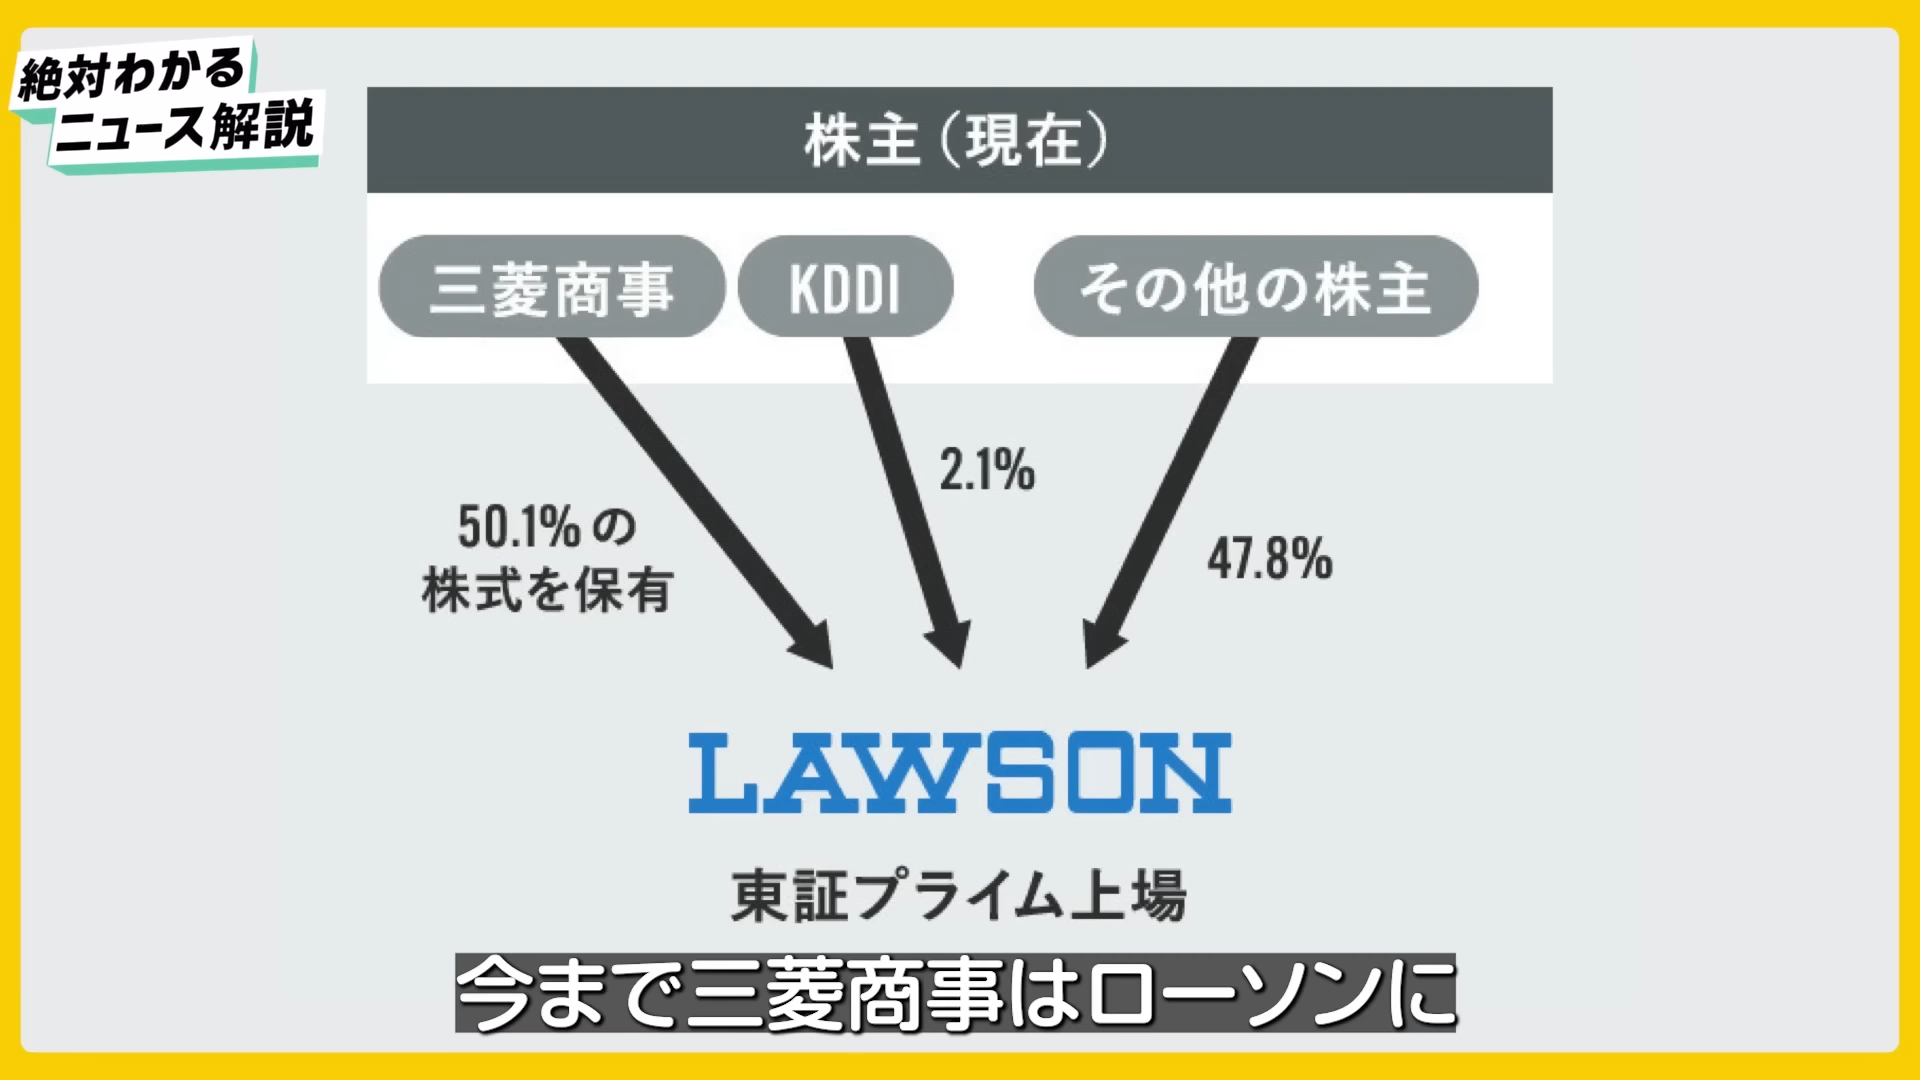 絶対わかる
ニュース解説
株主（現在）
三菱商事
KDDI
その他の株主
2.1%
50.1%の
株式を保有
47.8%
LAWSON
東証プライム上場
今まで三菱商事はローソンに